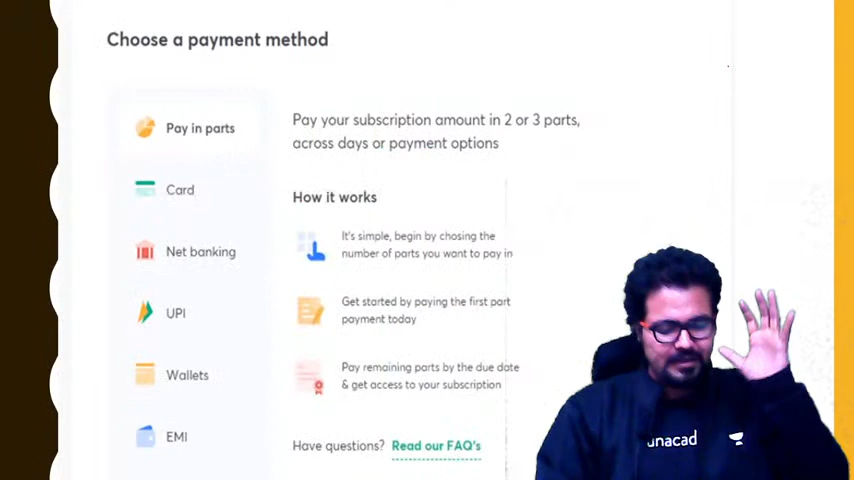 Choose a payment method
Pay in parts
Card
Net banking
UPI
Wallets
EMI
Pay your subscription amount in 2 or 3 parts,
across days or payment options
How it works
It's simple, begin by chosing the
number of parts you want to pay in
Get started by paying the first part
payment today
Pay remaining parts by the due date
& get access to your subscription
Have questions? Read our FAQ's
unacad